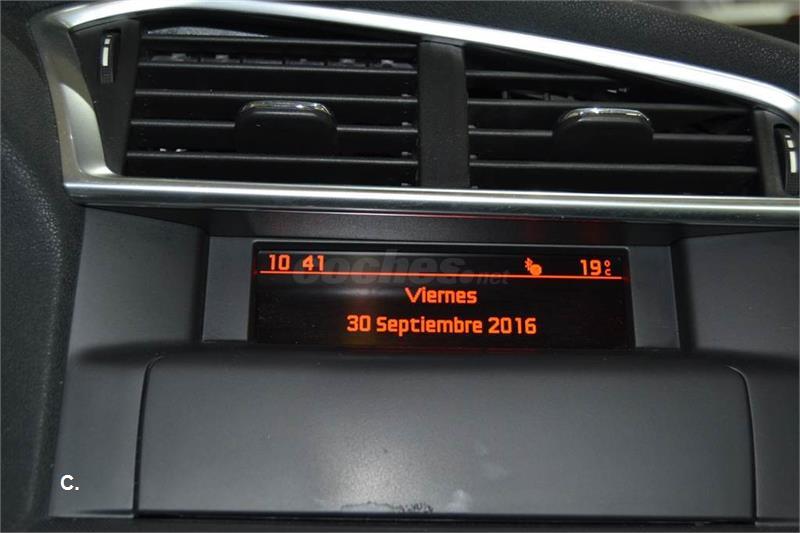 10 41 19°C
coches.net
Viernes
30 Septiembre 2016
C.